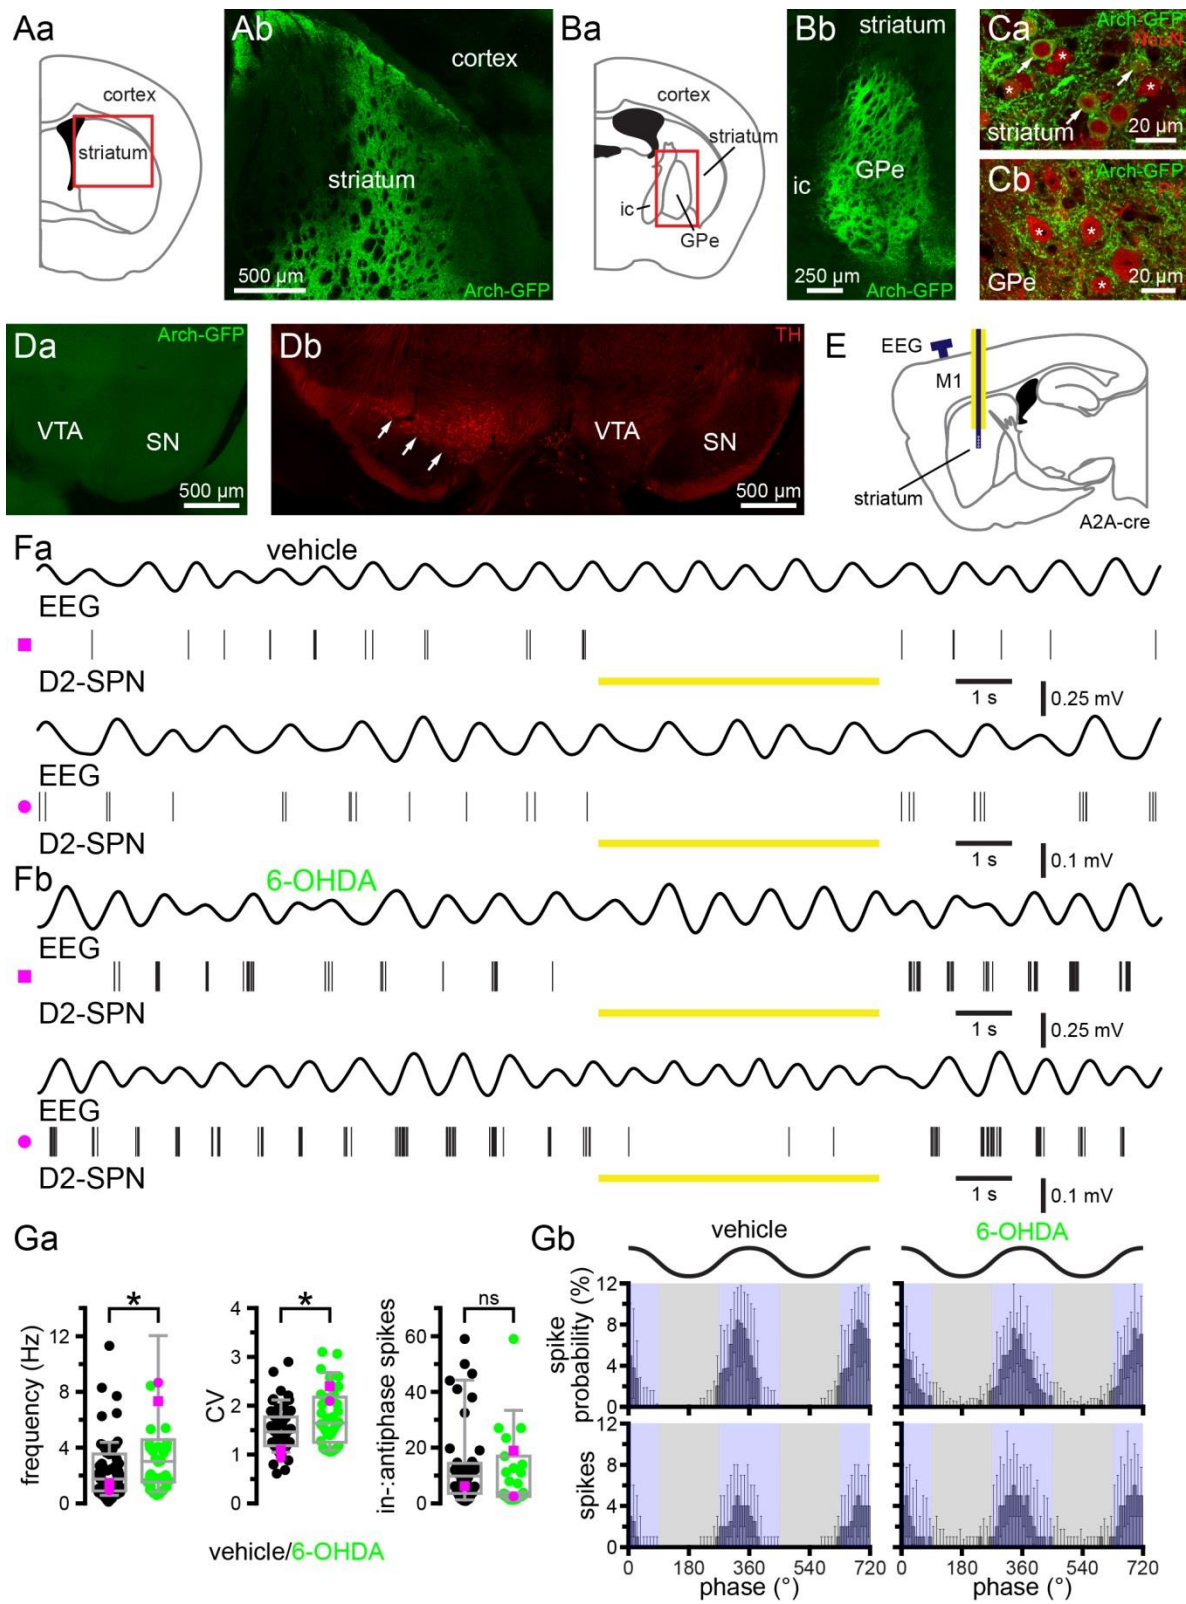 Aa
cortex
striatum
Ab
cortex
striatum
500 µm
Arch-GFP
Ba
cortex
striatum
ic
GPe
Bb
striatum
ic
GPe
250 µm
Arch-GFP
Ca
Arch-GFP
NeuN
*
*
*
*
striatum
20 µm
Cb
Arch-GFP
PV
*
*
*
GPe
20 µm
Da
Arch-GFP
VTA
SN
500 µm
Db
TH
VTA
SN
500 µm
E
EEG
M1
striatum
A2A-cre
Fa
vehicle
EEG
D2-SPN
1 s
0.25 mV
EEG
D2-SPN
1 s
0.1 mV
Fb
6-OHDA
EEG
D2-SPN
1 s
0.25 mV
EEG
D2-SPN
1 s
0.1 mV
Ga
frequency (Hz)
12
8
4
0
*
CV
4
3
2
1
0
*
in-:antiphase spikes
60
40
20
0
ns
vehicle/6-OHDA
Gb
vehicle
6-OHDA
spike
probability (%)
12
8
4
0
spikes
12
8
4
0
0 180 360 540 720
phase (°)
0 180 360 540 720
phase (°)